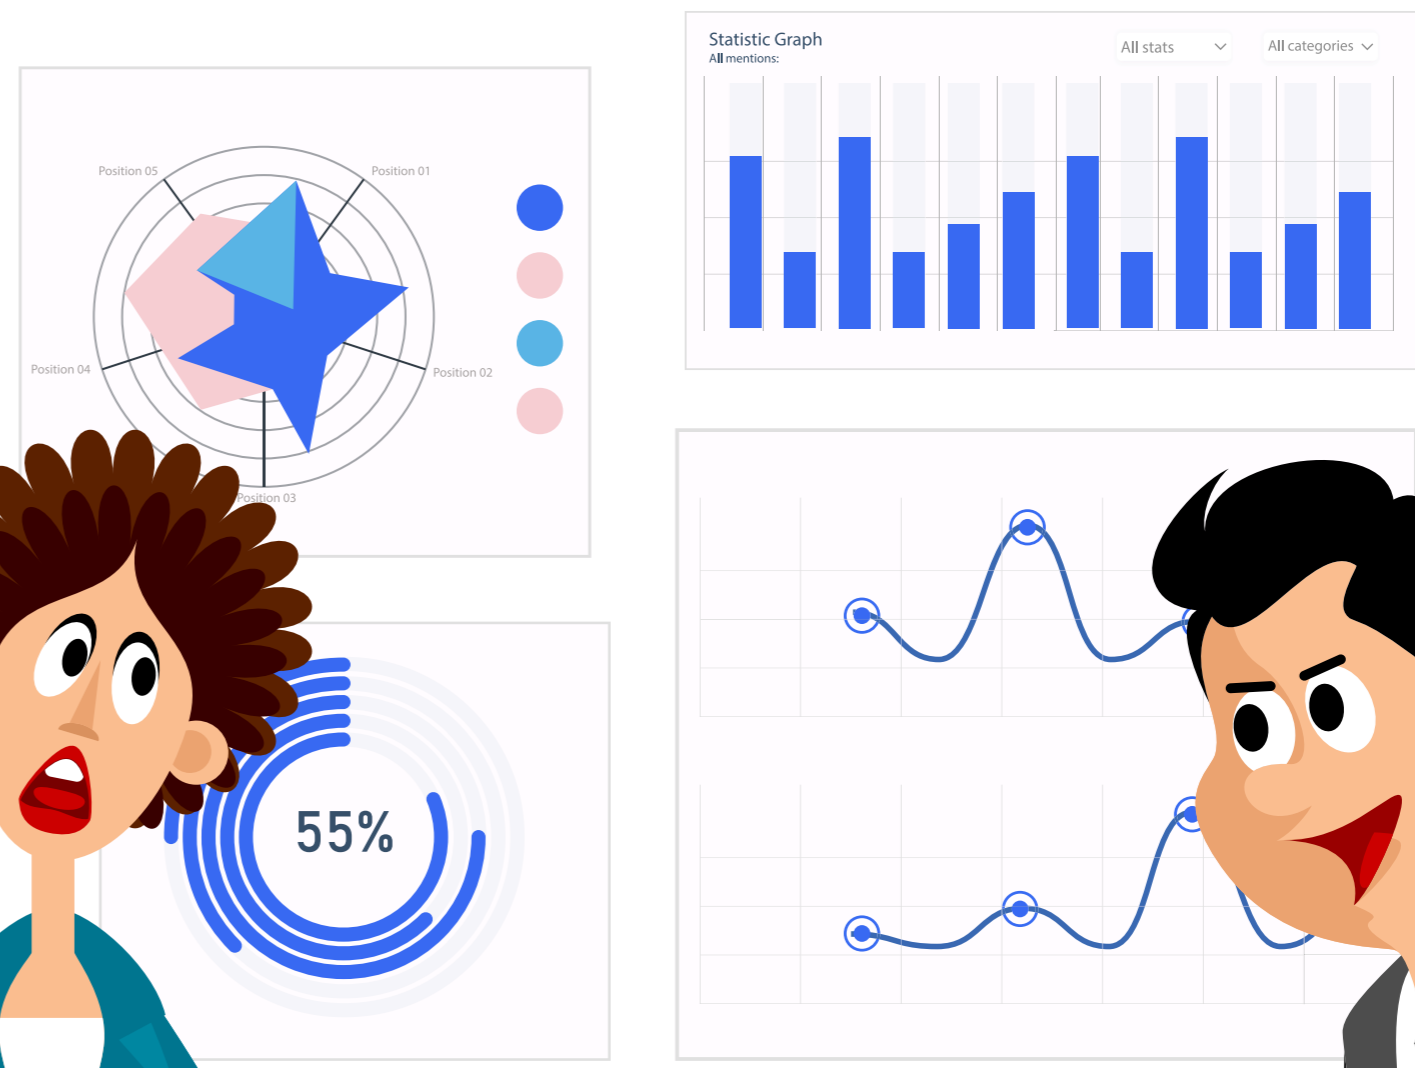 Statistic Graph
All mentions:
All stats
All categories
Position 05
Position 01
Position 04
Position 02
Position 03
55%